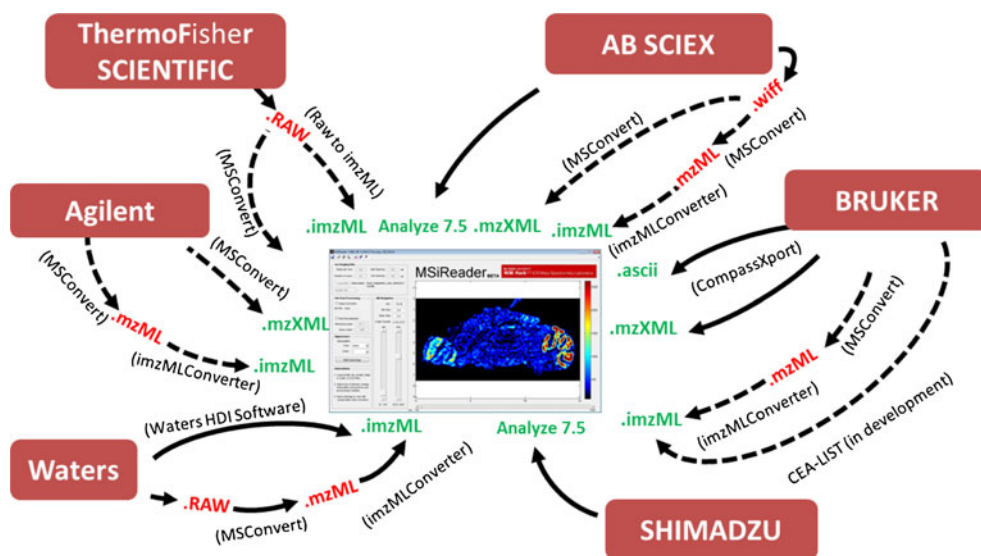 ThermoFisher
SCIENTIFIC
AB SCIEX
.RAW
(Raw to imzML)
(MSConvert)
.wiff
(MSConvert)
.mzML
(MSConvert)
(imzMLConverter)
Agilent
BRUKER
.imzML
Analyze 7.5
.mzXML
.imzML
(MSConvert)
(MSConvert)
.mzML
(imzMLConverter)
.mzXML
.imzML
MSiReader BETA
.ascii
(CompassXport)
.mzXML
(MSConvert)
.mzML
(imzMLConverter)
.imzML
CEA-LIST (in development)
(Waters HDI Software)
.imzML
Analyze 7.5
Waters
.RAW
(MSConvert)
.mzML
(imzMLConverter)
SHIMADZU